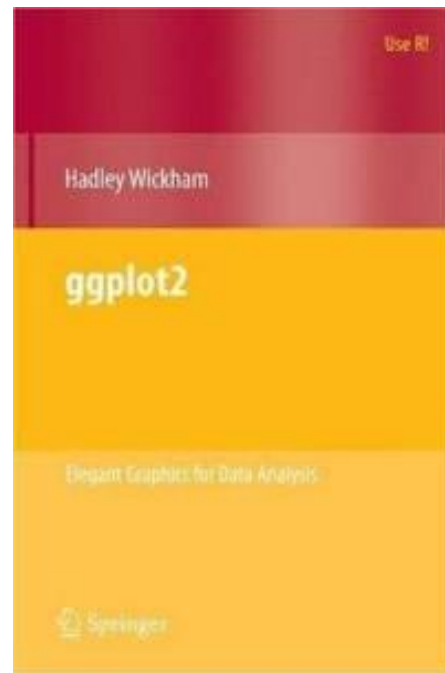 Use R!
Hadley Wickham
ggplot2
Elegant Graphics for Data Analysis
Springer